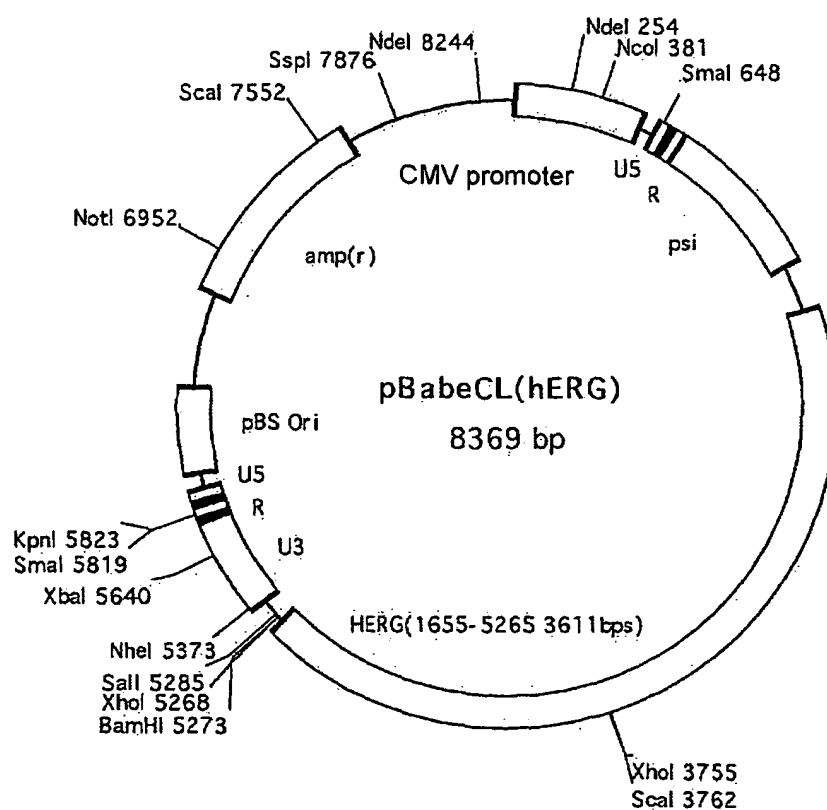 NdeI 254
NcoI 381
SmaI 648
NdeI 8244
SspI 7876
ScaI 7552
NotI 6952
CMV promoter
U5
R
psi
amp(r)
pBabeCL(hERG)
8369 bp
pBS Ori
U5
R
U3
KpnI 5823
SmaI 5819
XbaI 5640
NheI 5373
SalI 5285
XhoI 5268
BamHI 5273
HERG(1655-5265 3611bps)
XhoI 3755
ScaI 3762